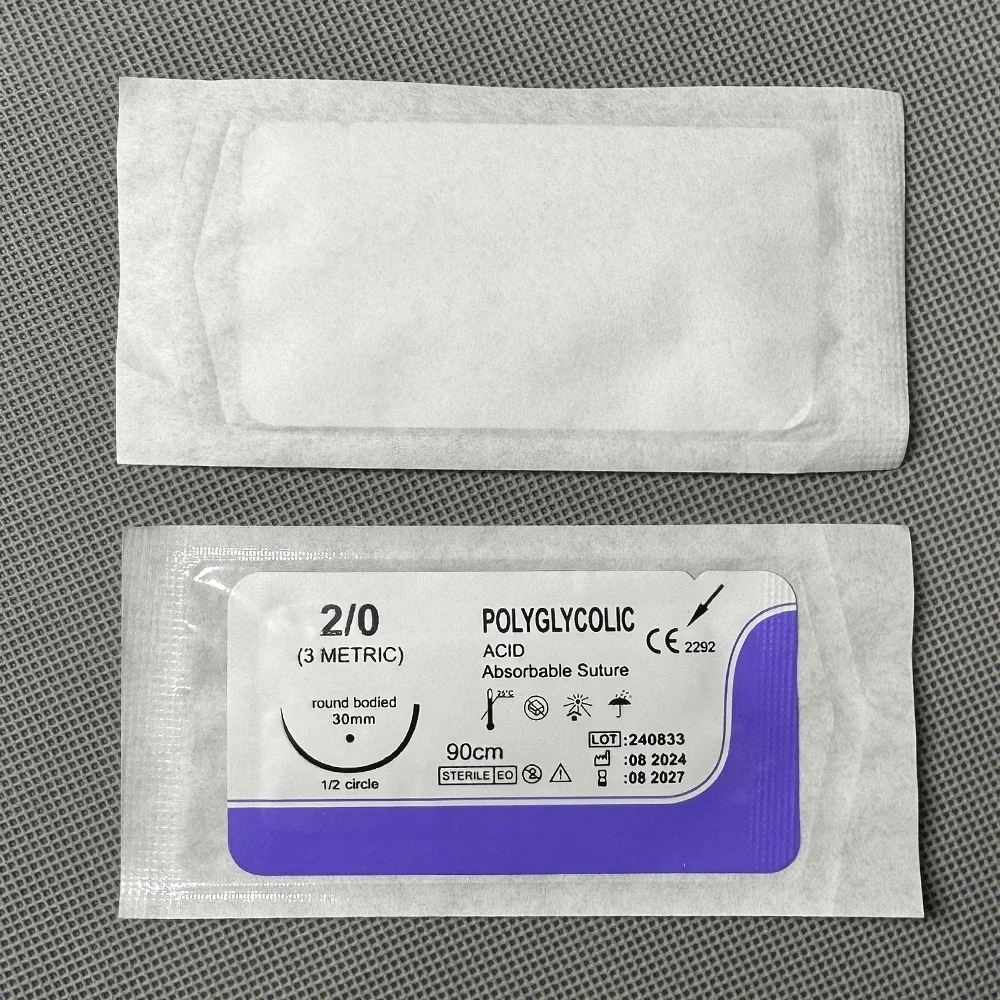 2/0
(3 METRIC)
round bodied
30mm
1/2 circle
POLYGLYCOLIC
ACID
Absorbable Suture
CE 2292
25°C
90cm
STERILE EO
2
LOT :240833
:08 2024
:08 2027